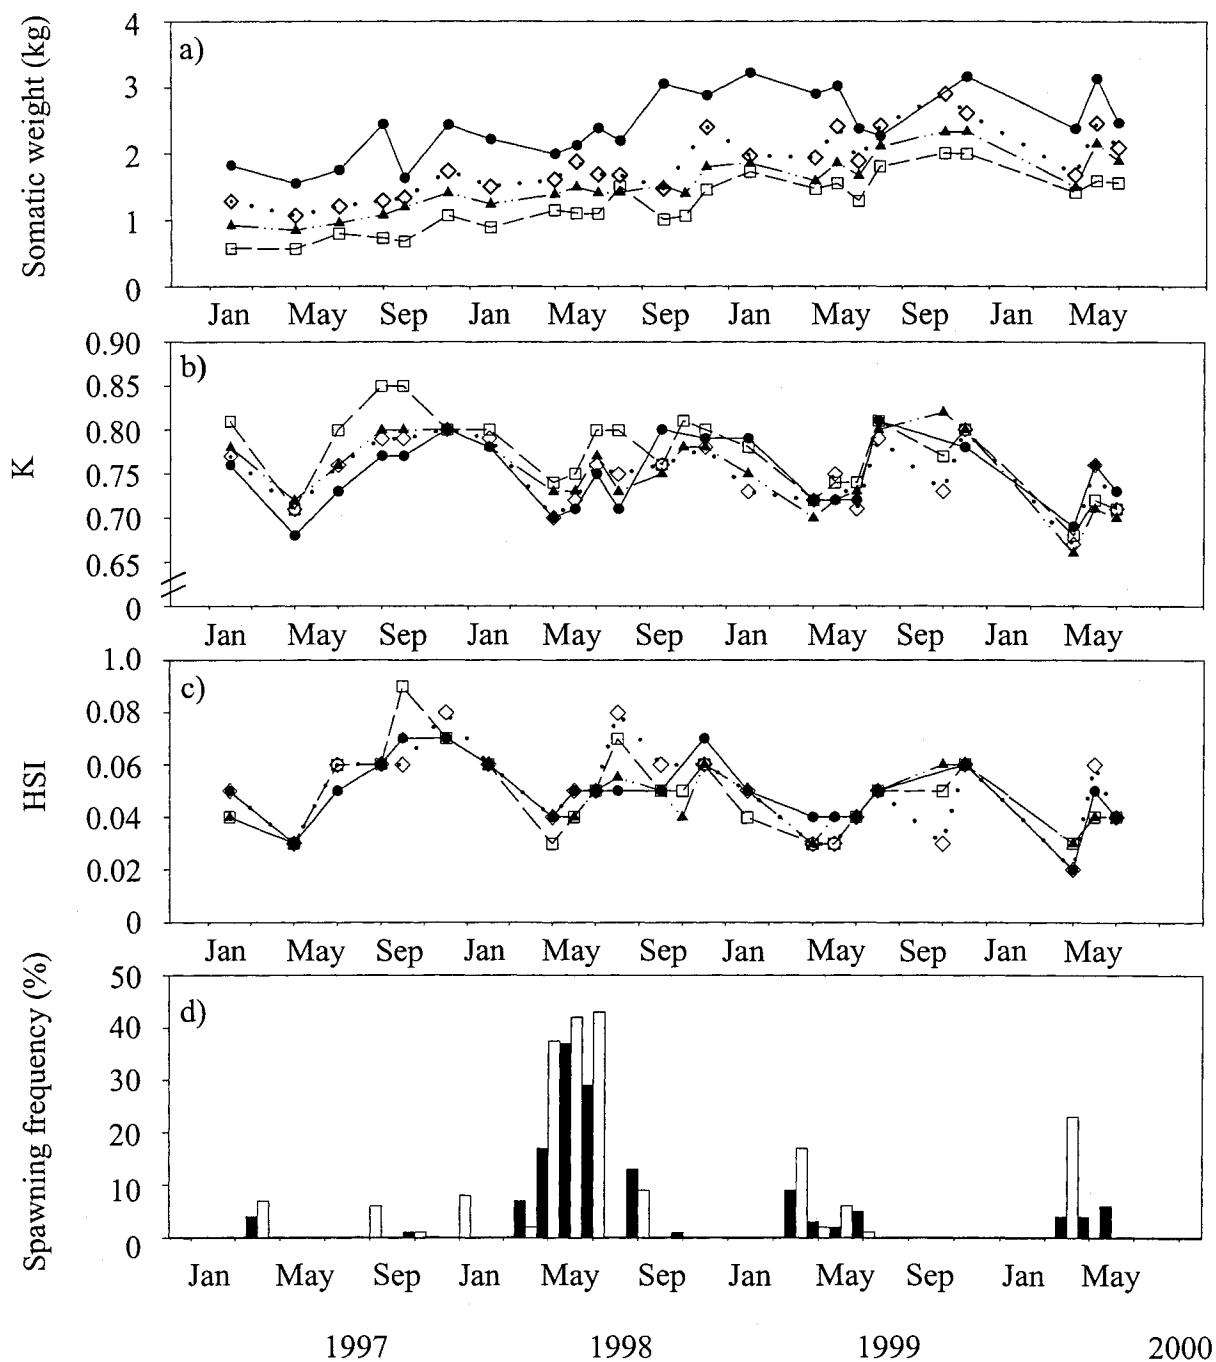 Somatic weight (kg)
4
3
2
1
0
a)
Jan May Sep Jan May Sep Jan May Sep Jan May
K
0.90
0.85
0.80
0.75
0.70
0.65
0
b)
Jan May Sep Jan May Sep Jan May Sep Jan May
HSI
1.0
0.08
0.06
0.04
0.02
0
c)
Jan May Sep Jan May Sep Jan May Sep Jan May
Spawning frequency (%)
50
40
30
20
10
0
d)
Jan May Sep Jan May Sep Jan May Sep Jan May
1997 1998 1999 2000